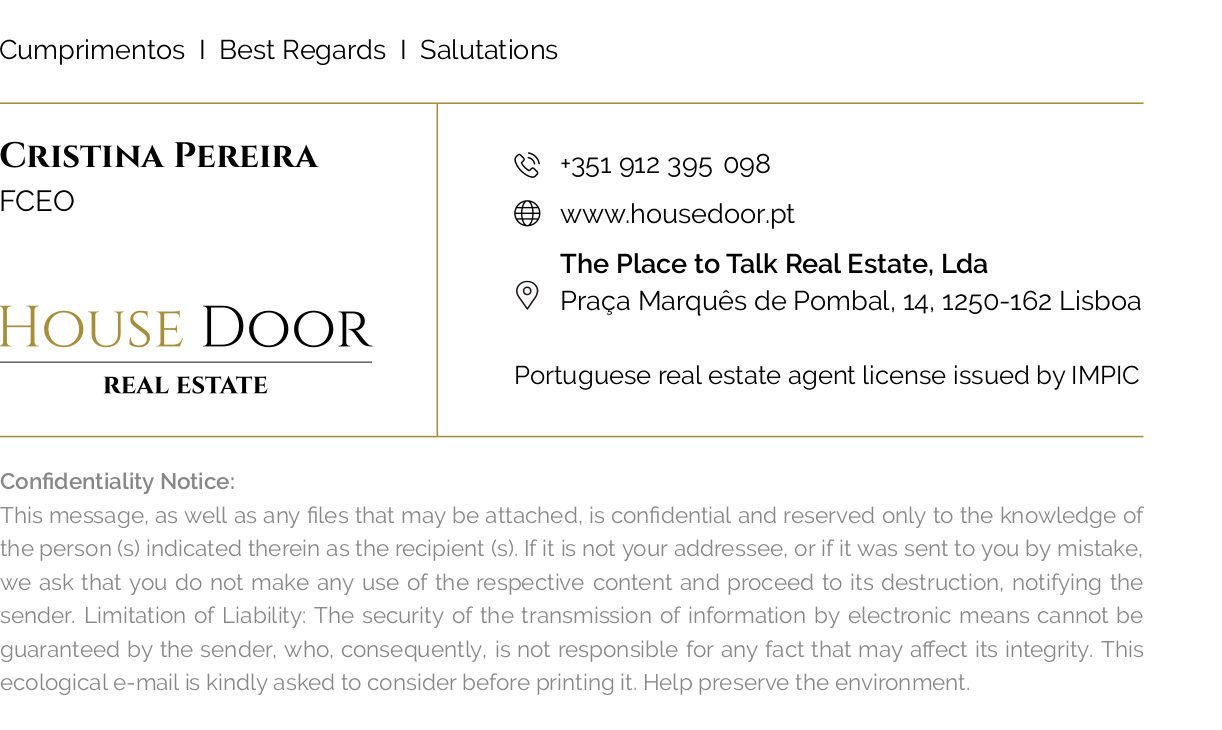 Cumprimentos I Best Regards I Salutations
CRISTINA PEREIRA
FCEO
HOUSE DOOR
REAL ESTATE
+351 912 395 098
www.housedoor.pt
The Place to Talk Real Estate, Lda
Praça Marquês de Pombal, 14, 1250-162 Lisboa
Portuguese real estate agent license issued by IMPIC
Confidentiality Notice:
This message, as well as any files that may be attached, is confidential and reserved only to the knowledge of
the person (s) indicated therein as the recipient (s). If it is not your addressee, or if it was sent to you by mistake,
we ask that you do not make any use of the respective content and proceed to its destruction, notifying the
sender. Limitation of Liability: The security of the transmission of information by electronic means cannot be
guaranteed by the sender, who, consequently, is not responsible for any fact that may affect its integrity. This
ecological e-mail is kindly asked to consider before printing it. Help preserve the environment.